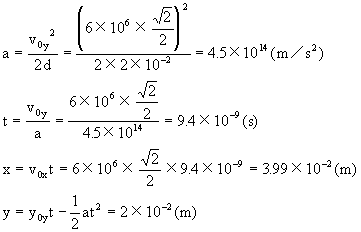 a = v₀y² / 2d = (6×10⁶×√2/2)² / (2×2×10⁻²) = 4.5×10¹⁴(m／s²)
t = v₀y / a = (6×10⁶×√2/2) / (4.5×10¹⁴) = 9.4×10⁻⁹(s)
x = v₀ₓt = 6×10⁶×√2/2×9.4×10⁻⁹ = 3.99×10⁻²(m)
y = y₀yt − 1/2 at² = 2×10⁻²(m)